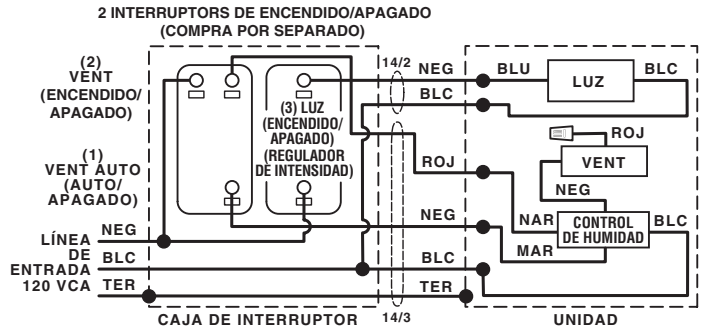 2 INTERRUPTORS DE ENCENDIDO/APAGADO
(COMPRA POR SEPARADO)
(2)
VENT
(ENCENDIDO/
APAGADO)
(1)
VENT AUTO
(AUTO/
APAGADO)
(3) LUZ
(ENCENDIDO/
APAGADO)
(REGULADOR
DE INTENSIDAD)
14/2
NEG
BLC
ROJ
NEG
BLC
TER
BLU
LUZ
BLC
ROJ
VENT
NEG
NAR
CONTROL
DE HUMIDAD
BLC
MAR
LÍNEA
DE
ENTRADA
120 VCA
NEG
BLC
TER
CAJA DE INTERRUPTOR
14/3
UNIDAD